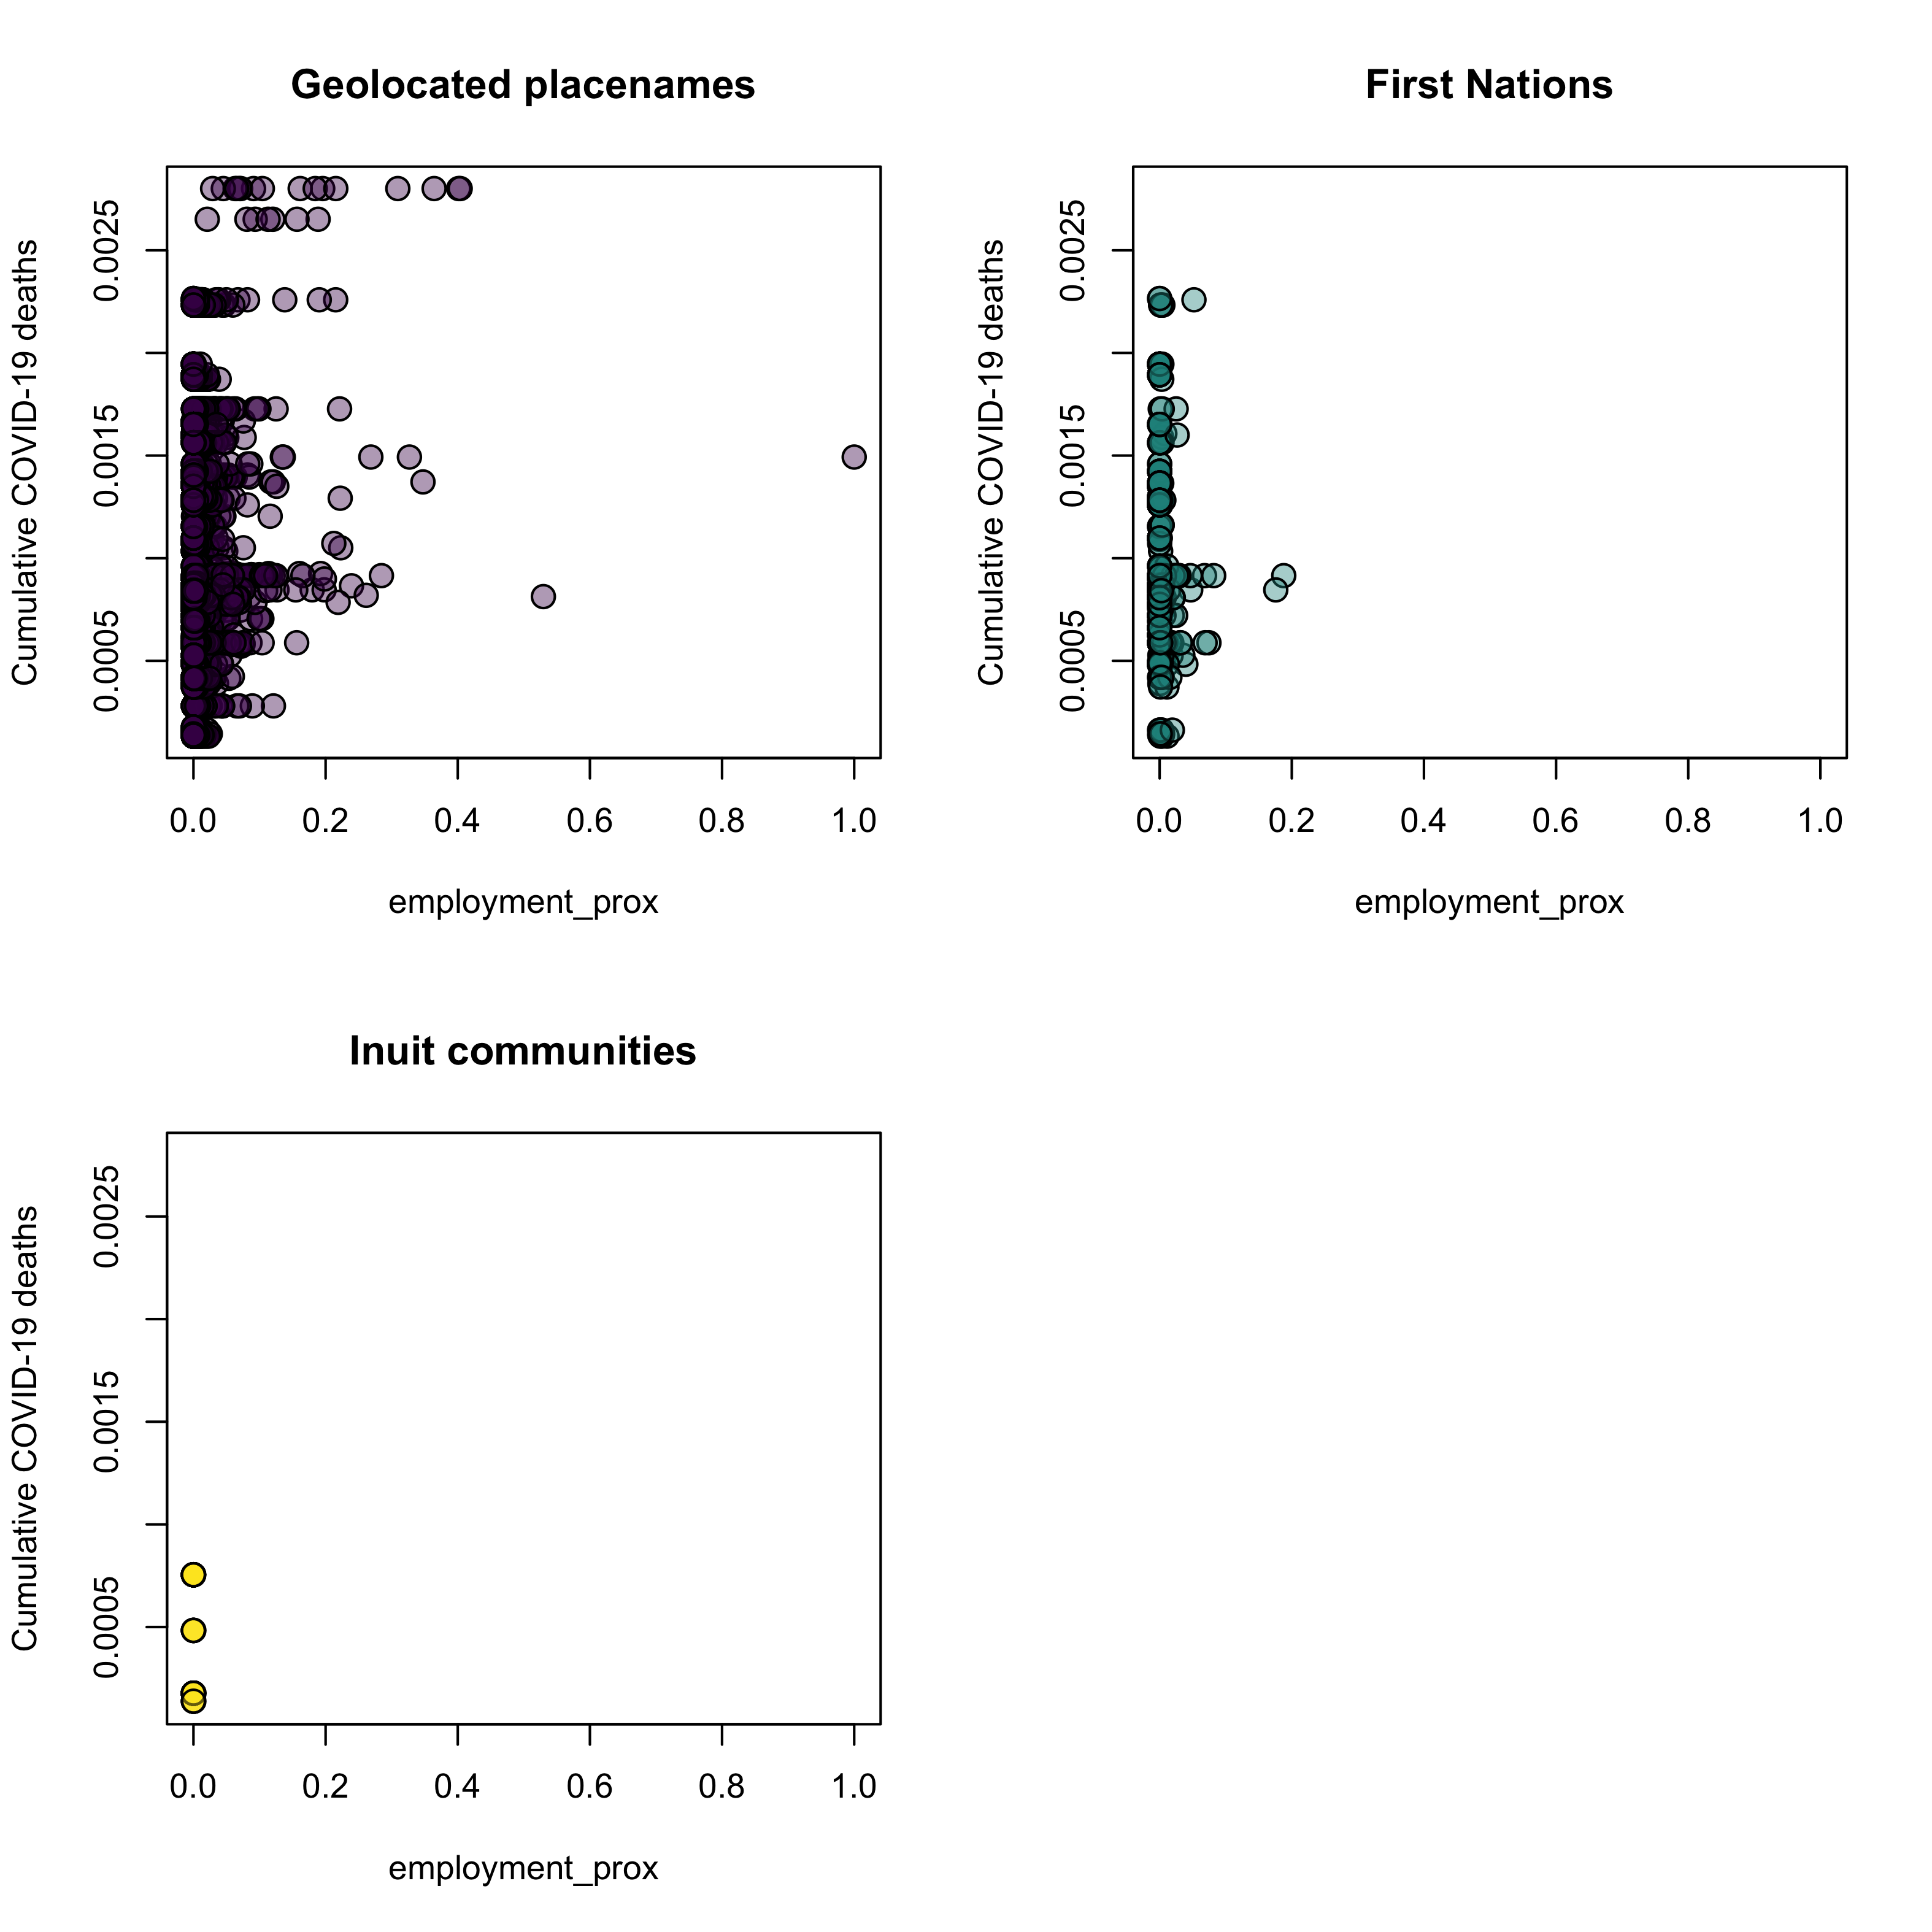 Geolocated placenames
Cumulative COVID-19 deaths
0.0025
0.0015
0.0005
0.0 0.2 0.4 0.6 0.8 1.0
employment_prox
First Nations
Cumulative COVID-19 deaths
0.0025
0.0015
0.0005
0.0 0.2 0.4 0.6 0.8 1.0
employment_prox
Inuit communities
Cumulative COVID-19 deaths
0.0025
0.0015
0.0005
0.0 0.2 0.4 0.6 0.8 1.0
employment_prox